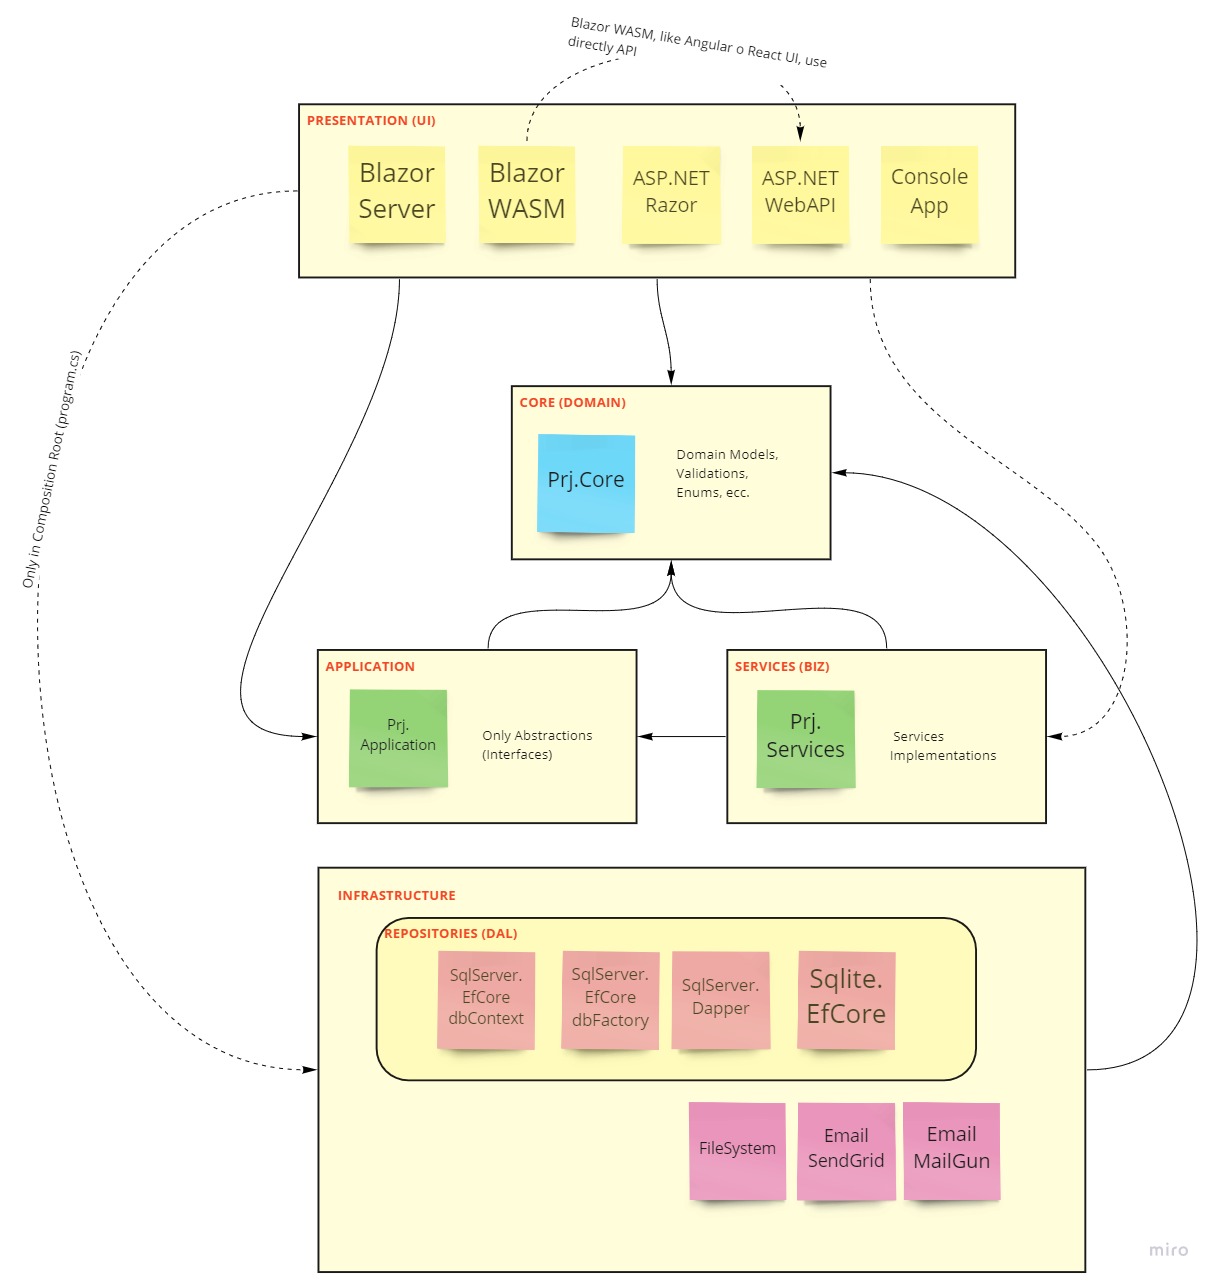 Blazor WASM, like Angular o React UI, use
directly API
PRESENTATION (UI)
Blazor
Server
Blazor
WASM
ASP.NET
Razor
ASP.NET
WebAPI
Console
App
Only in Composition Root (program.cs)
CORE (DOMAIN)
Prj.Core
Domain Models,
Validations,
Enums, ecc.
APPLICATION
Prj.
Application
Only Abstractions
(Interfaces)
SERVICES (BIZ)
Prj.
Services
Services
Implementations
INFRASTRUCTURE
REPOSITORIES (DAL)
SqlServer.
EfCore
dbContext
SqlServer.
EfCore
dbFactory
SqlServer.
Dapper
Sqlite.
EfCore
FileSystem
Email
SendGrid
Email
MailGun
miro